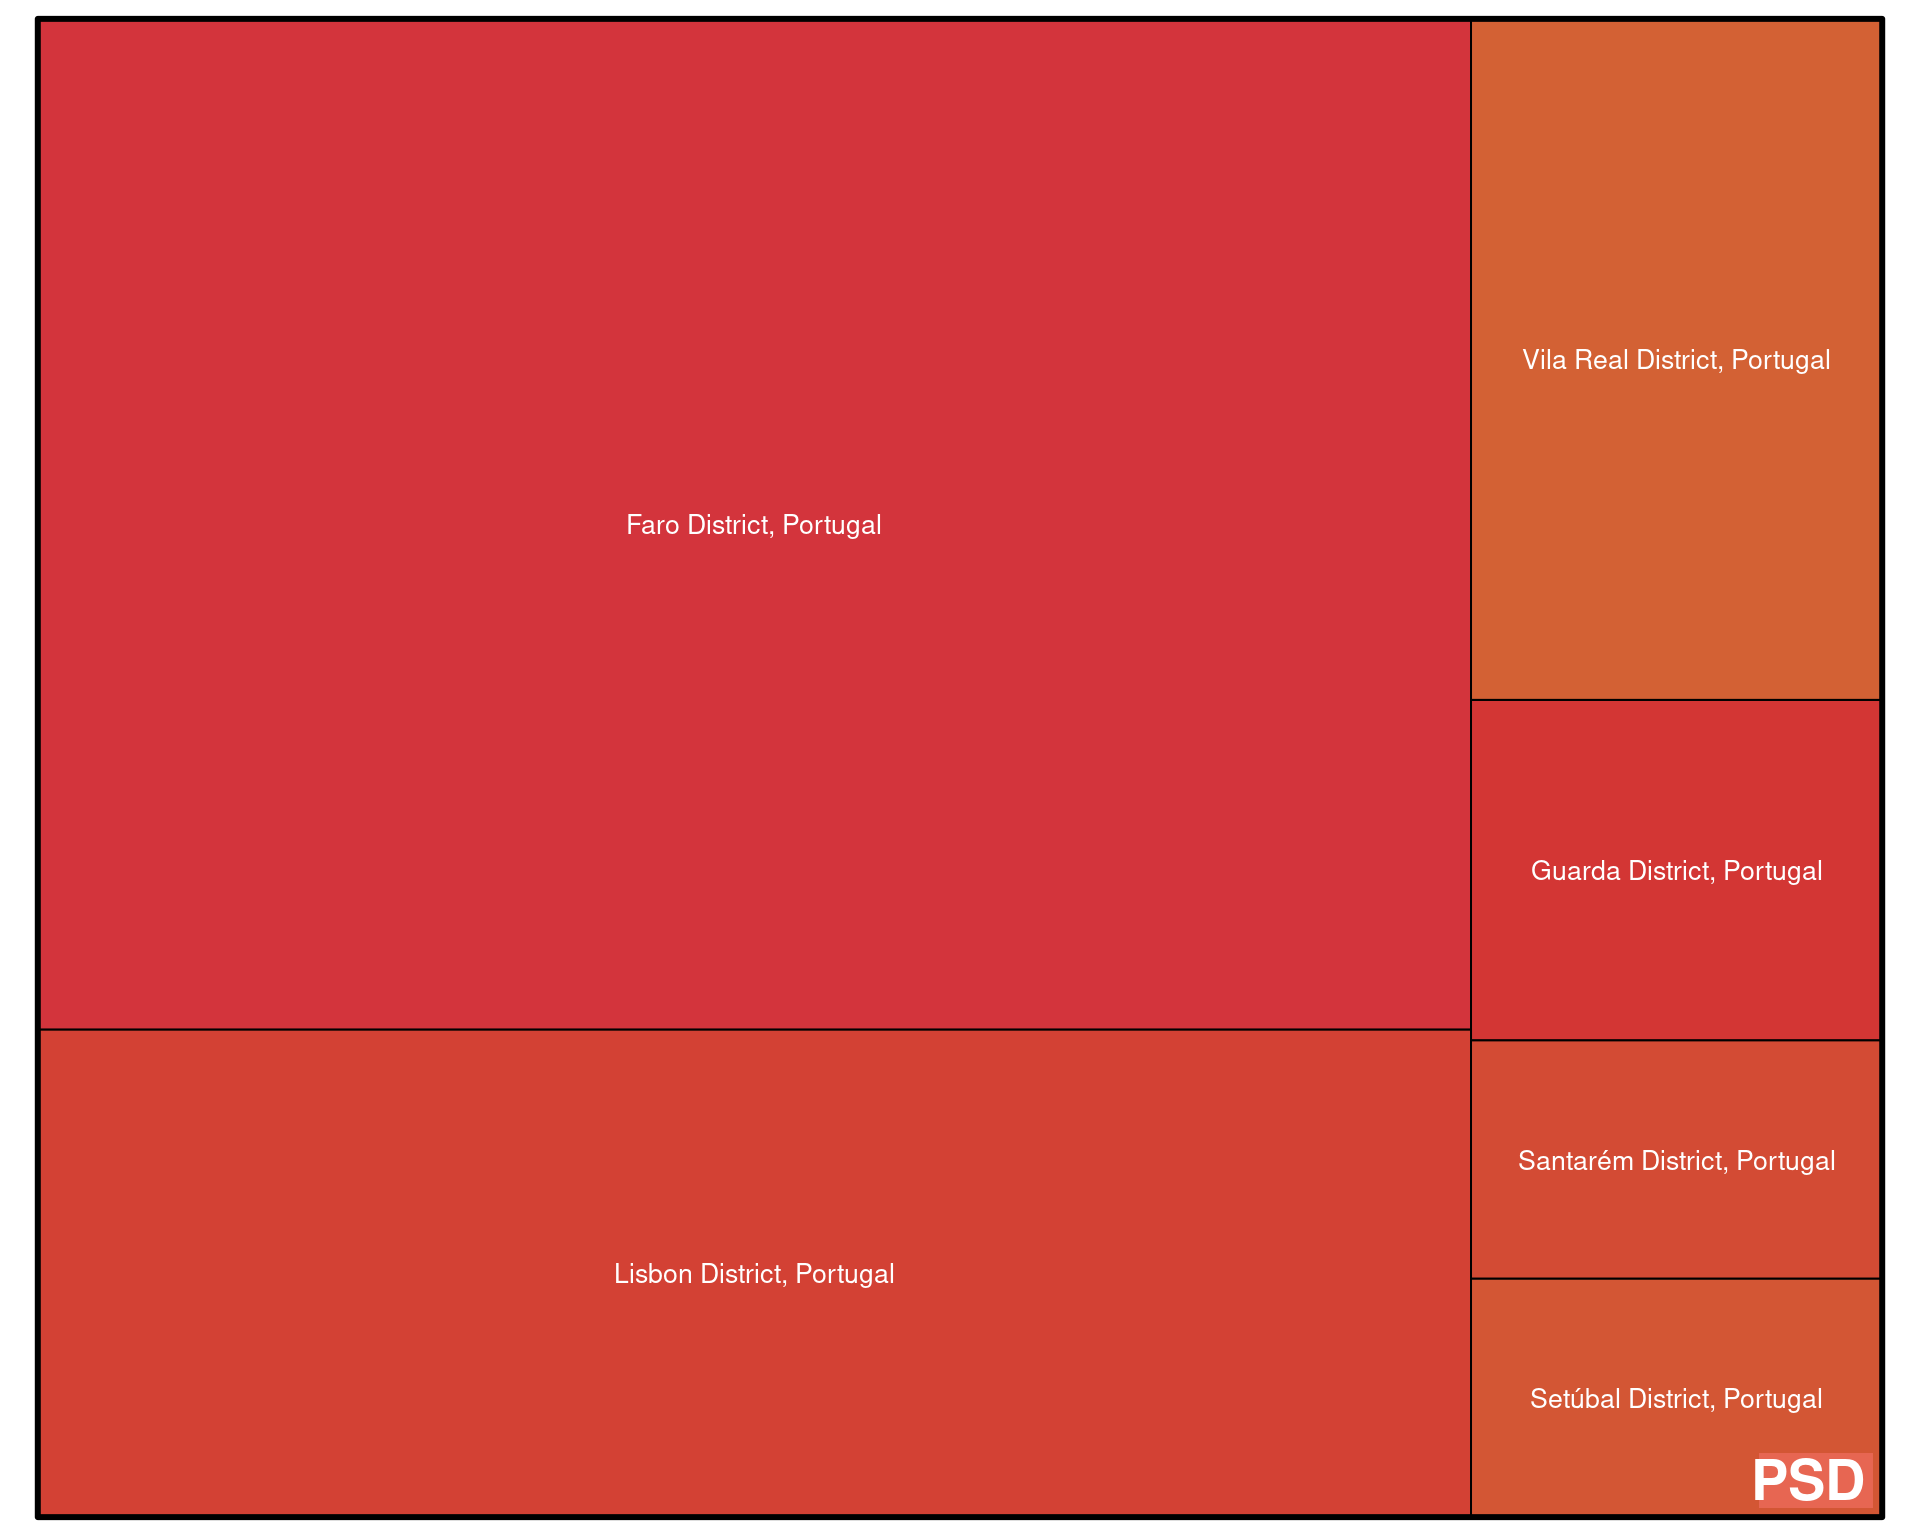 Faro District, Portugal
Lisbon District, Portugal
Vila Real District, Portugal
Guarda District, Portugal
Santarém District, Portugal
Setúbal District, Portugal
PSD